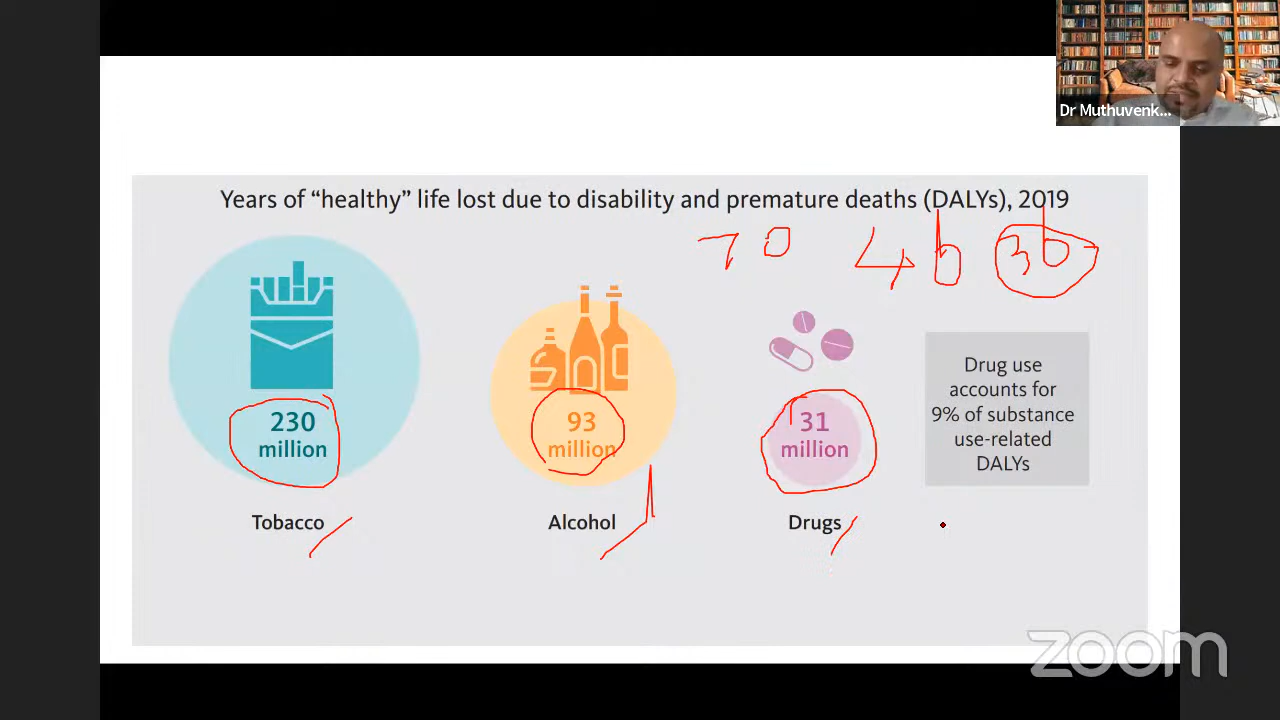 Dr Muthuvenk...
Years of “healthy” life lost due to disability and premature deaths (DALYs), 2019
70 40 30
230
million
93
million
31
million
Drug use
accounts for
9% of substance
use-related
DALYs
Tobacco
Alcohol
Drugs
zoom